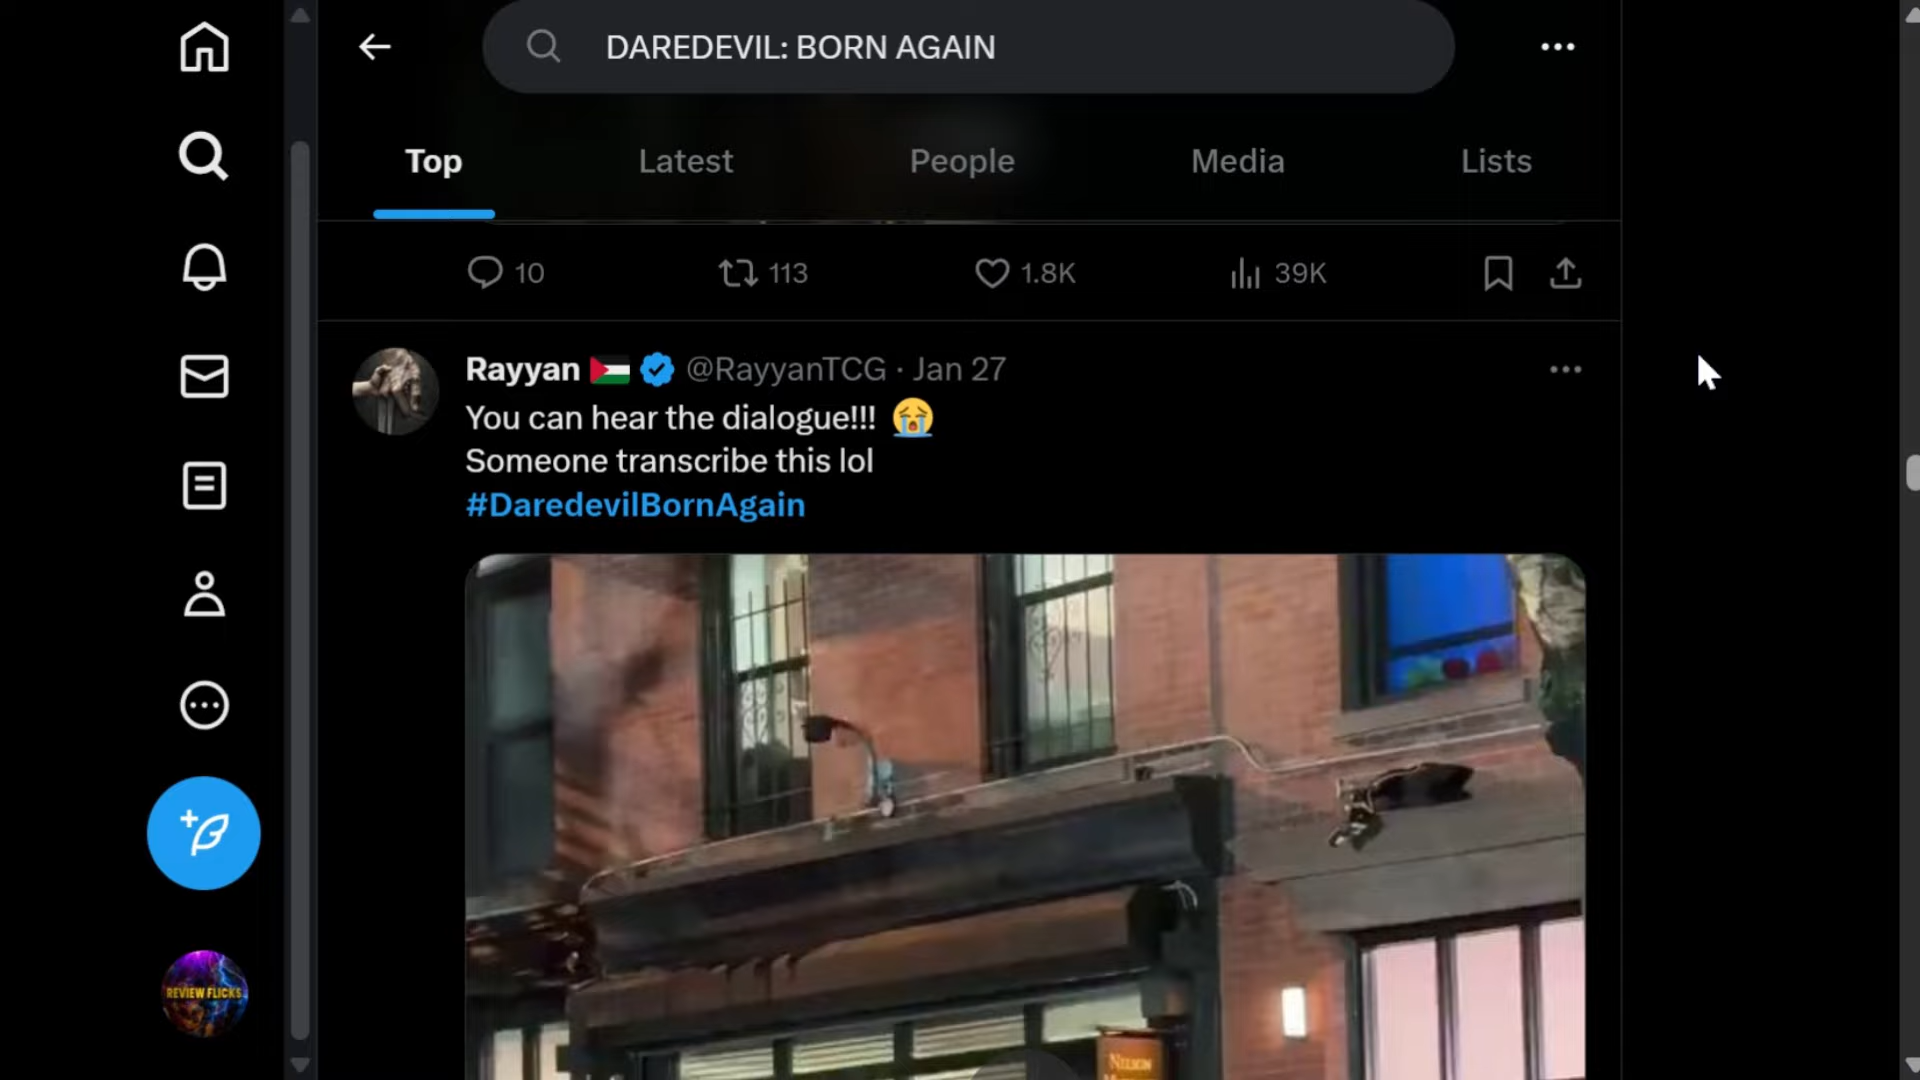 DAREDEVIL: BORN AGAIN
Top Latest People Media Lists
10 113 1.8K 39K
Rayyan @RayyanTCG · Jan 27
You can hear the dialogue!!! 😭
Someone transcribe this lol
#DaredevilBornAgain
NELSON
REVIEW FLICKS